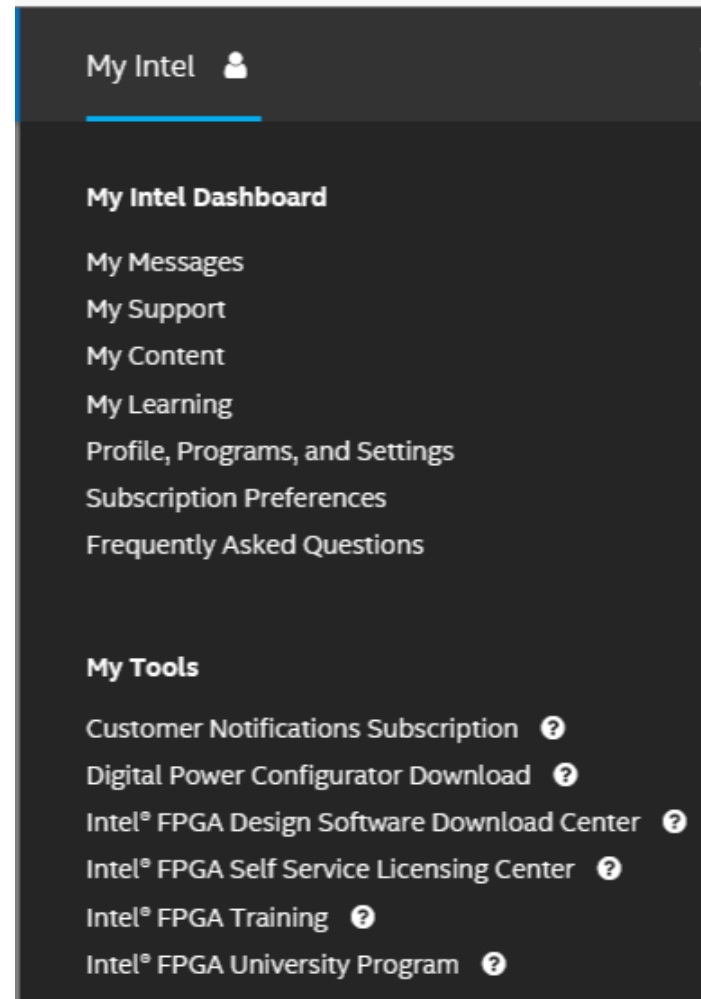 My Intel
My Intel Dashboard
My Messages
My Support
My Content
My Learning
Profile, Programs, and Settings
Subscription Preferences
Frequently Asked Questions
My Tools
Customer Notifications Subscription ?
Digital Power Configurator Download ?
Intel® FPGA Design Software Download Center ?
Intel® FPGA Self Service Licensing Center ?
Intel® FPGA Training ?
Intel® FPGA University Program ?